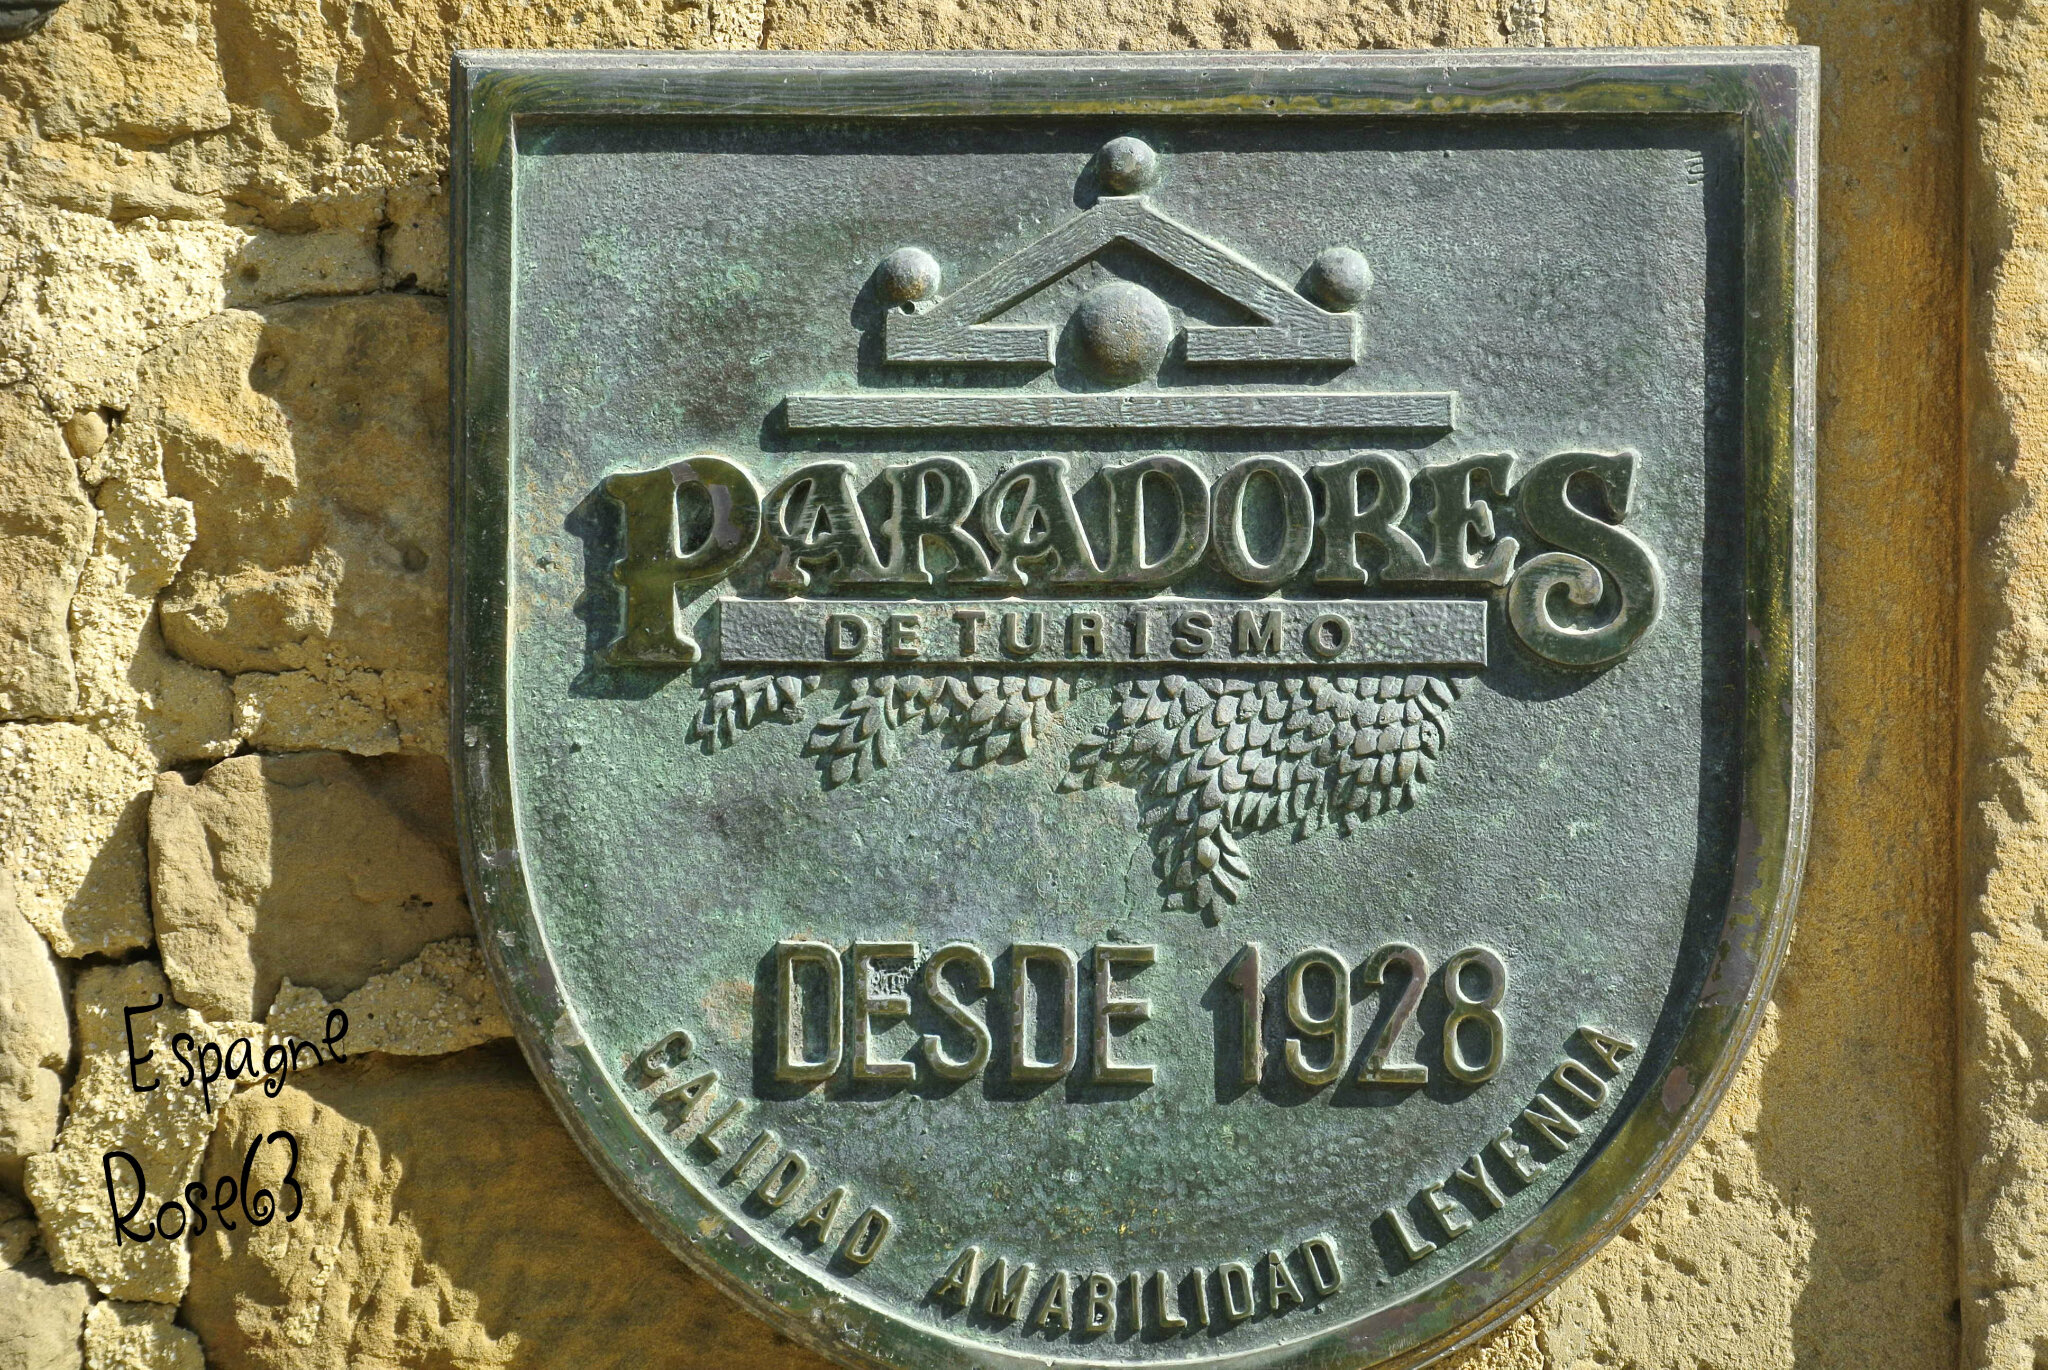 PARADORES
DE TURISMO
DESDE 1928
CALIDAD AMABILIDAD LEYENDA
Espagne
Rose63